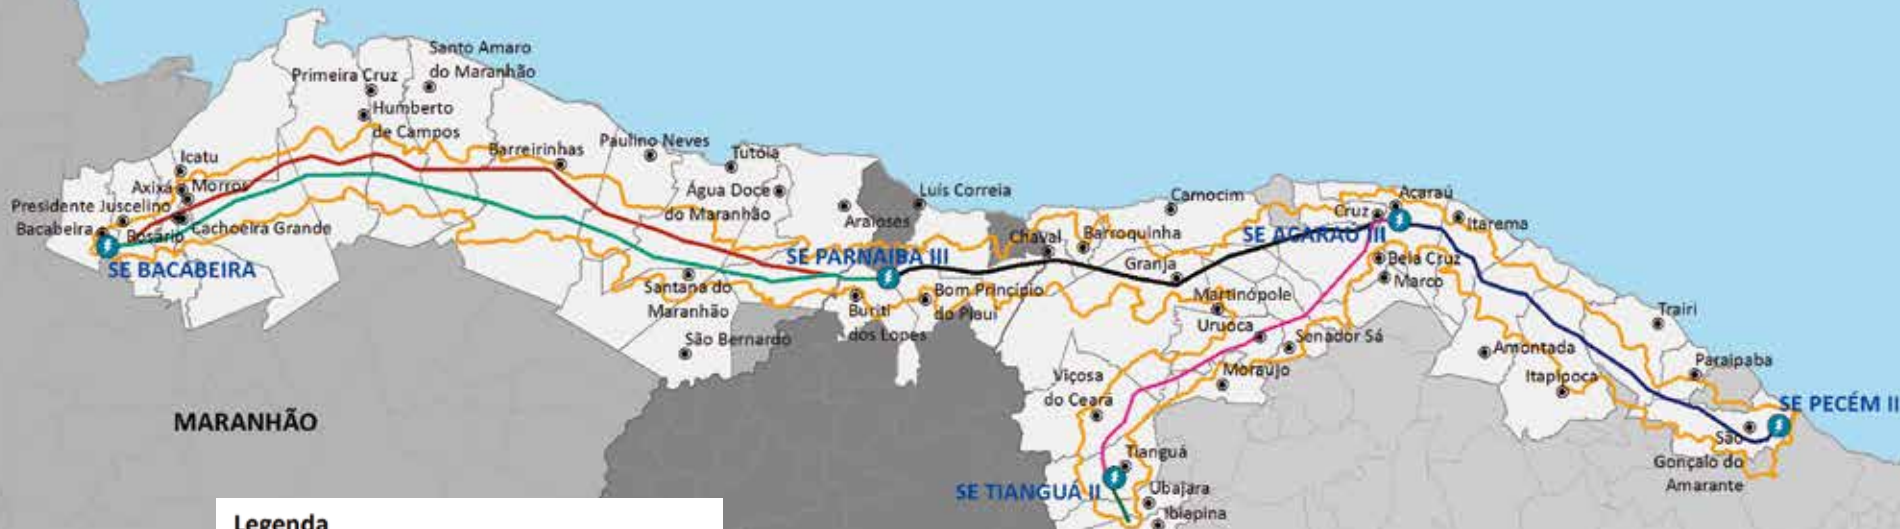 Santo Amaro
do Maranhão
Primeira Cruz
Humberto
de Campos
Icatu
Axixá
Morros
Presidente Juscelino
Bacabeira
Rosário
Cachoeira Grande
SE BACABEIRA
Barreirinhas
Paulino Neves
Tutóia
Água Doce
do Maranhão
Araioses
Luís Correia
SE PARNAÍBA III
Santana do
Maranhão
São Bernardo
Buriti
dos Lopes
Bom Princípio
do Piauí
Chaval
Barroquinha
Camocim
Granja
Martinópole
Uruoca
Senador Sá
Moraújo
Viçosa
do Ceará
Tianguá
SE TIANGUÁ II
Ubajara
Ibiapina
Cruz
Acaraú
SE ACARAÚ II
Itarema
Bela Cruz
Marco
Amontada
Itapipoca
Trairi
Paraipaba
SE PECÉM II
São
Gonçalo do
Amarante
MARANHÃO
Legenda